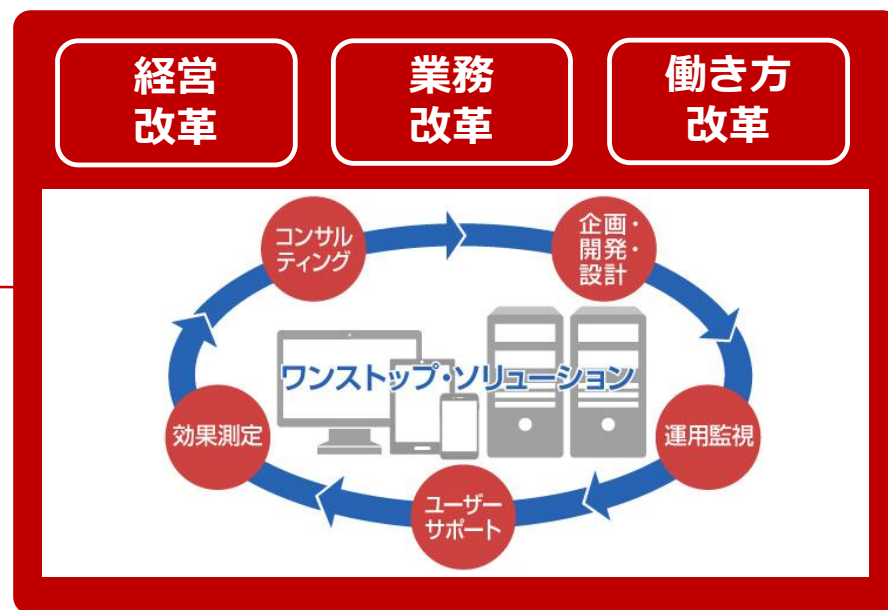 経営
改革
業務
改革
働き方
改革
コンサル
ティング
企画・
開発・
設計
ワンストップ・ソリューション
効果測定
運用監視
ユーザー
サポート